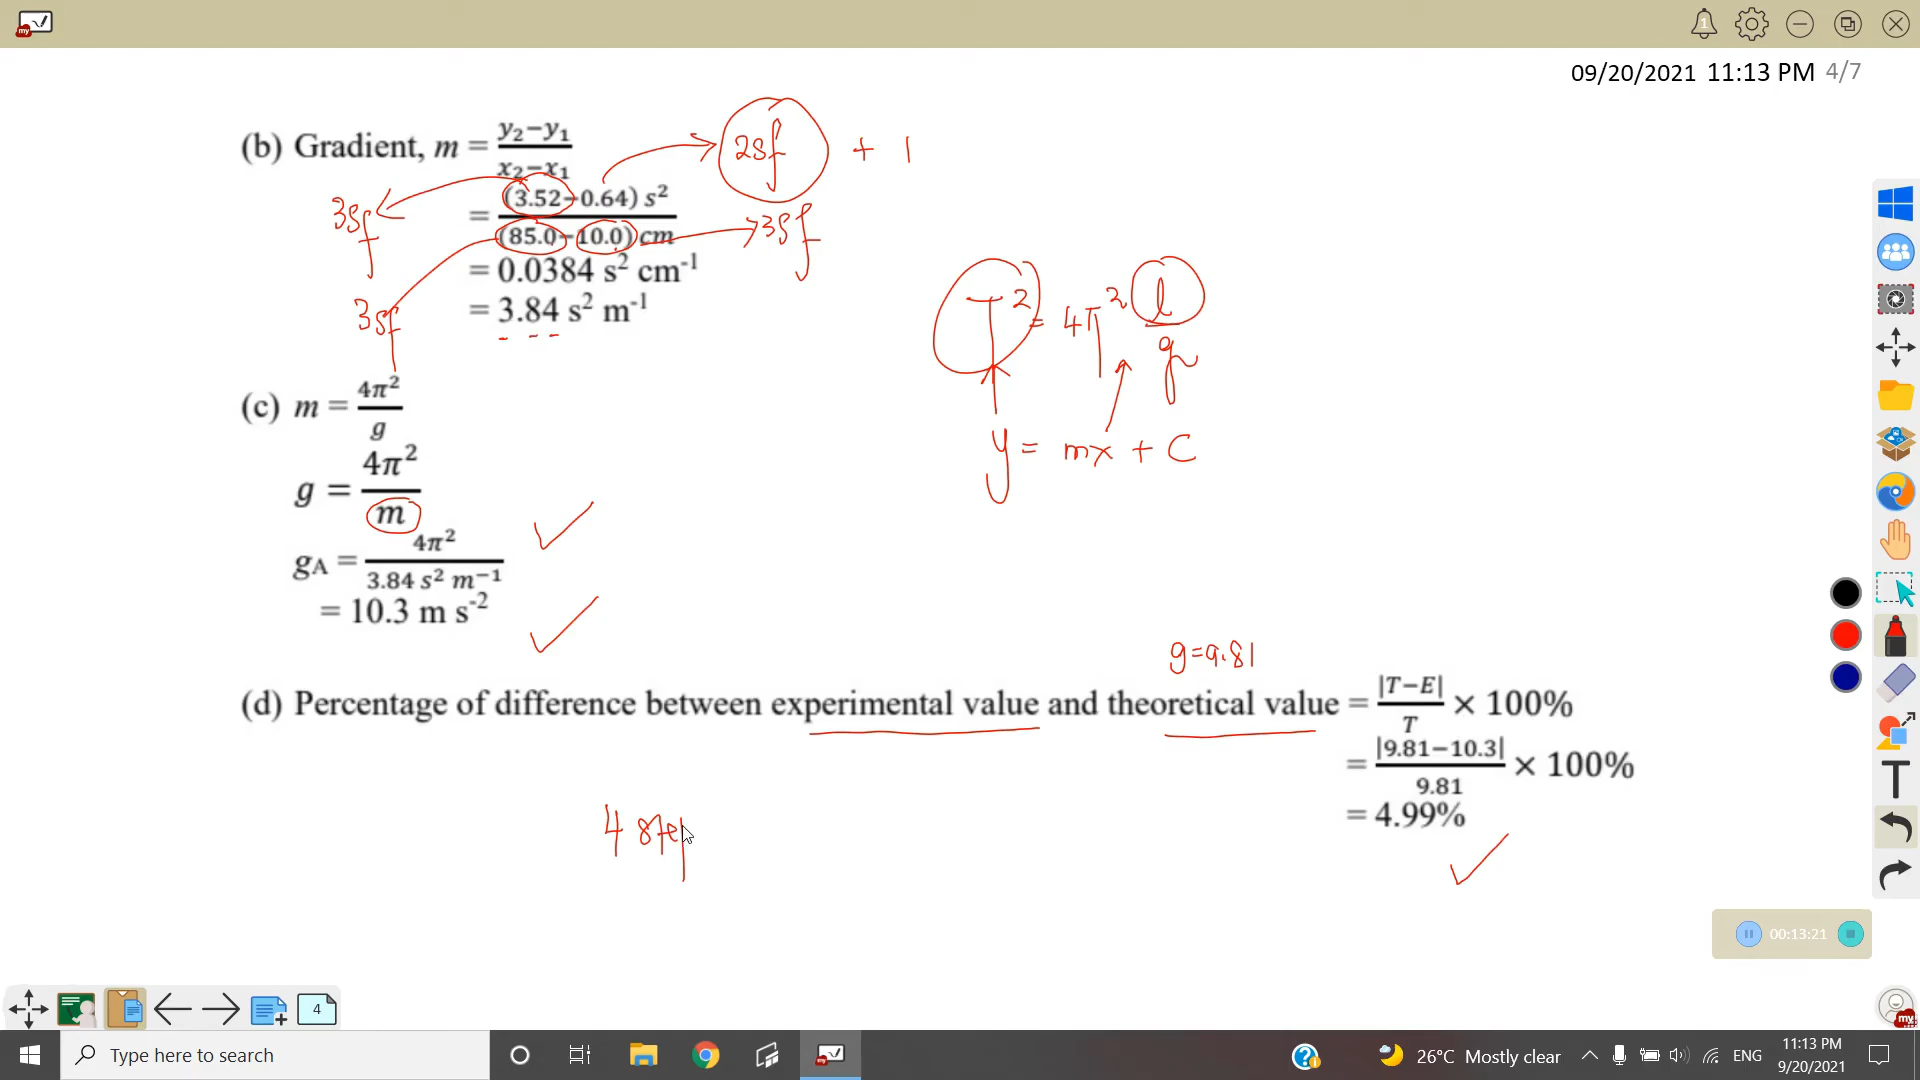 09/20/2021 11:13 PM 4/7
(b) Gradient, m = y₂−y₁ / x₂−x₁
2sf + 1
3sf
= (3.52−0.64) s² / (85.0−10.0) cm
3sf
= 0.0384 s² cm⁻¹
3sf
= 3.84 s² m⁻¹
T² = 4π² l / g
y = mx + C
(c) m = 4π² / g
g = 4π² / m
gA = 4π² / 3.84 s² m⁻¹
= 10.3 m s⁻²
g=9.81
(d) Percentage of difference between experimental value and theoretical value = |T−E| / T × 100%
= |9.81−10.3| / 9.81 × 100%
= 4.99%
4 step
00:13:21
4
Type here to search
26°C Mostly clear
ENG
11:13 PM
9/20/2021